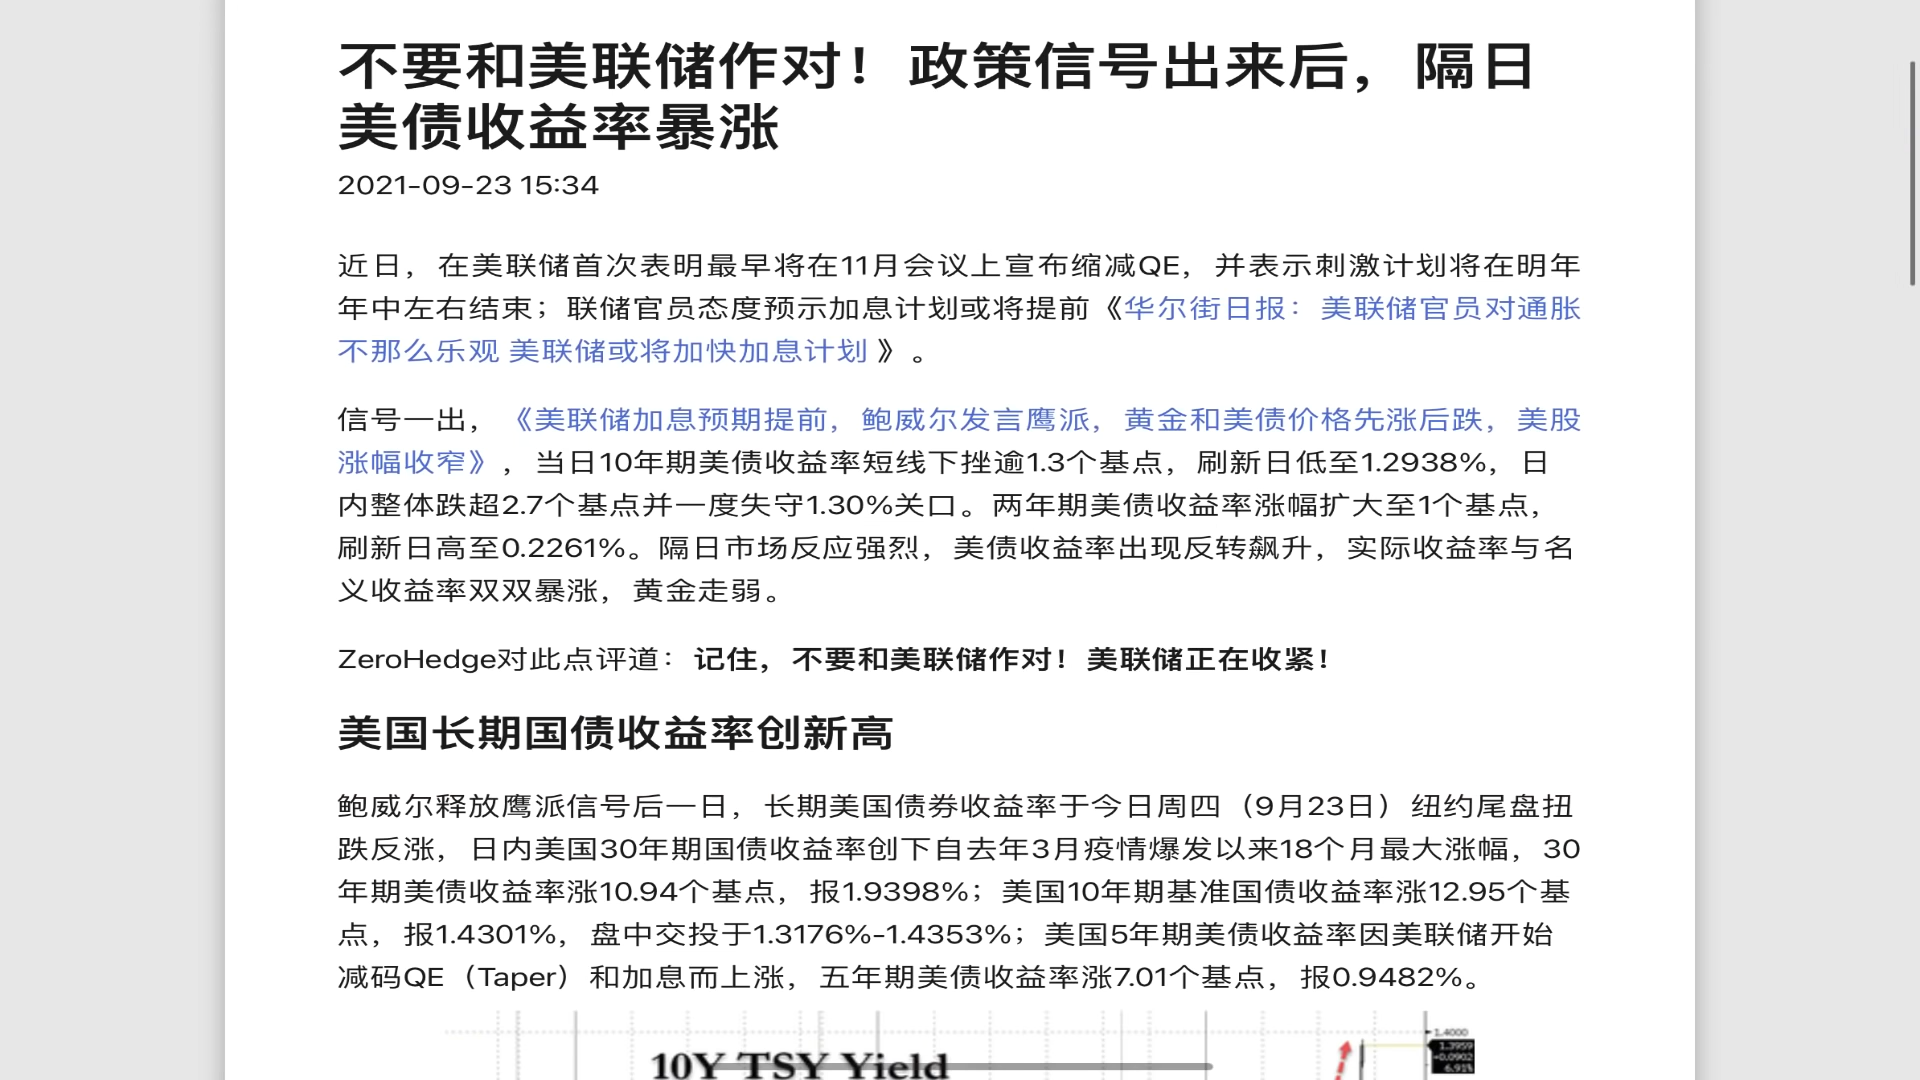 不要和美联储作对！政策信号出来后，隔日
美债收益率暴涨
2021-09-23 15:34
近日，在美联储首次表明最早将在11月会议上宣布缩减QE，并表示刺激计划将在明年
年中左右结束；联储官员态度预示加息计划或将提前《华尔街日报：美联储官员对通胀
不那么乐观 美联储或将加快加息计划 》。
信号一出，《美联储加息预期提前，鲍威尔发言鹰派，黄金和美债价格先涨后跌，美股
涨幅收窄》，当日10年期美债收益率短线下挫逾1.3个基点，刷新日低至1.2938%，日
内整体跌超2.7个基点并一度失守1.30%关口。两年期美债收益率涨幅扩大至1个基点，
刷新日高至0.2261%。隔日市场反应强烈，美债收益率出现反转飙升，实际收益率与名
义收益率双双暴涨，黄金走弱。
ZeroHedge对此点评道：记住，不要和美联储作对！美联储正在收紧！
美国长期国债收益率创新高
鲍威尔释放鹰派信号后一日，长期美国债券收益率于今日周四（9月23日）纽约尾盘扭
跌反涨，日内美国30年期国债收益率创下自去年3月疫情爆发以来18个月最大涨幅，30
年期美债收益率涨10.94个基点，报1.9398%；美国10年期基准国债收益率涨12.95个基
点，报1.4301%，盘中交投于1.3176%-1.4353%；美国5年期美债收益率因美联储开始
减码QE（Taper）和加息而上涨，五年期美债收益率涨7.01个基点，报0.9482%。
1.4000
1.3959
+0.0902
6.91%
10Y TSY Yield